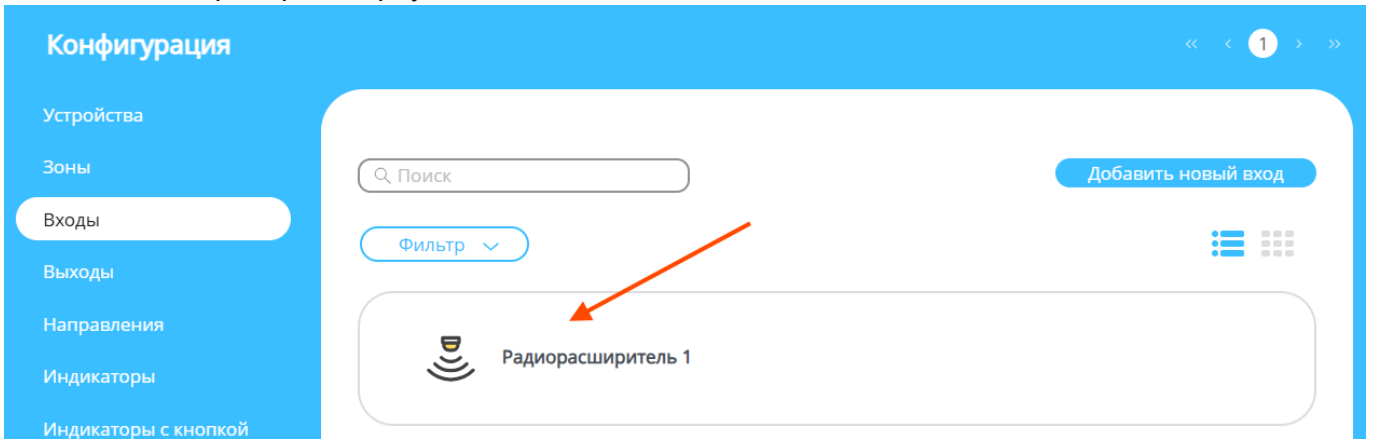 Конфигурация
« ‹ 1 › »
Устройства
Зоны
Входы
Выходы
Направления
Индикаторы
Индикаторы с кнопкой
Поиск
Добавить новый вход
Фильтр
Радиорасширитель 1